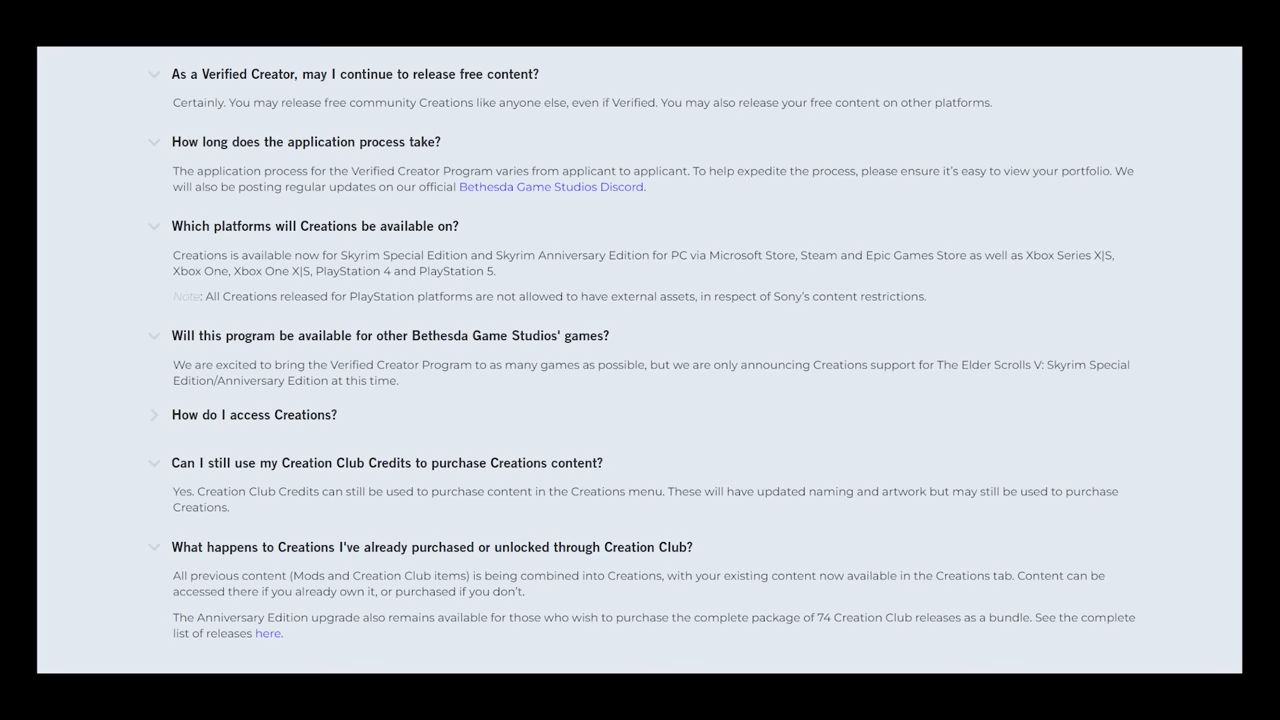 As a Verified Creator, may I continue to release free content?
Certainly. You may release free community Creations like anyone else, even if Verified. You may also release your free content on other platforms.
How long does the application process take?
The application process for the Verified Creator Program varies from applicant to applicant. To help expedite the process, please ensure it's easy to view your portfolio. We
will also be posting regular updates on our official Bethesda Game Studios Discord.
Which platforms will Creations be available on?
Creations is available now for Skyrim Special Edition and Skyrim Anniversary Edition for PC via Microsoft Store, Steam and Epic Games Store as well as Xbox Series X|S,
Xbox One, Xbox One X|S, PlayStation 4 and PlayStation 5.
Note: All Creations released for PlayStation platforms are not allowed to have external assets, in respect of Sony's content restrictions.
Will this program be available for other Bethesda Game Studios' games?
We are excited to bring the Verified Creator Program to as many games as possible, but we are only announcing Creations support for The Elder Scrolls V: Skyrim Special
Edition/Anniversary Edition at this time.
How do I access Creations?
Can I still use my Creation Club Credits to purchase Creations content?
Yes. Creation Club Credits can still be used to purchase content in the Creations menu. These will have updated naming and artwork but may still be used to purchase
Creations.
What happens to Creations I've already purchased or unlocked through Creation Club?
All previous content (Mods and Creation Club items) is being combined into Creations, with your existing content now available in the Creations tab. Content can be
accessed there if you already own it, or purchased if you don't.
The Anniversary Edition upgrade also remains available for those who wish to purchase the complete package of 74 Creation Club releases as a bundle. See the complete
list of releases here.